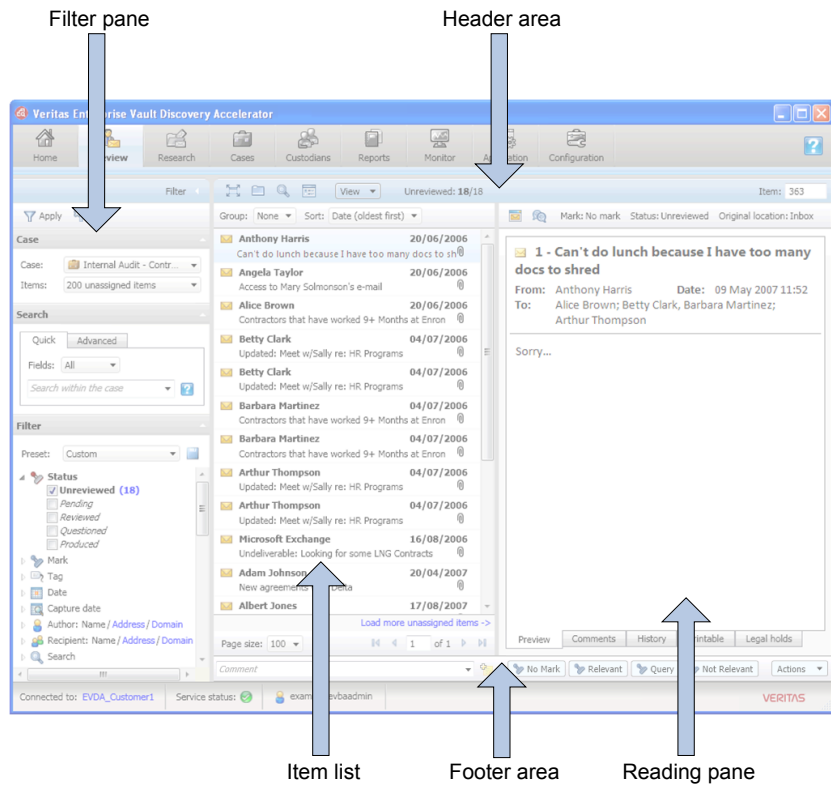 Filter pane
Header area
Veritas Enterprise Vault Discovery Accelerator
Home
Review
Research
Cases
Custodians
Reports
Monitor
Application
Configuration
?
Filter
View
Unreviewed: 18/18
Item: 363
Apply
Group: None
Sort: Date (oldest first)
Mark: No mark
Status: Unreviewed
Original location: Inbox
Case
Case: Internal Audit - Contr...
Items: 200 unassigned items
Search
Quick
Advanced
Fields: All
Search within the case
?
Filter
Preset: Custom
Status
Unreviewed (18)
Pending
Reviewed
Questioned
Produced
Mark
Tag
Date
Capture date
Author: Name / Address / Domain
Recipient: Name / Address / Domain
Search
Anthony Harris 20/06/2006
Can't do lunch because I have too many docs to sh
Angela Taylor 20/06/2006
Access to Mary Solmonson's e-mail
Alice Brown 20/06/2006
Contractors that have worked 9+ Months at Enron
Betty Clark 04/07/2006
Updated: Meet w/Sally re: HR Programs
Betty Clark 04/07/2006
Updated: Meet w/Sally re: HR Programs
Barbara Martinez 04/07/2006
Contractors that have worked 9+ Months at Enron
Barbara Martinez 04/07/2006
Contractors that have worked 9+ Months at Enron
Arthur Thompson 04/07/2006
Updated: Meet w/Sally re: HR Programs
Arthur Thompson 04/07/2006
Updated: Meet w/Sally re: HR Programs
Microsoft Exchange 16/08/2006
Undeliverable: Looking for some LNG Contracts
Adam Johnson 20/04/2007
New agreements Delta
Albert Jones 17/08/2007
Load more unassigned items ->
Page size: 100
1 of 1
Comment
1 - Can't do lunch because I have too many
docs to shred
From: Anthony Harris Date: 09 May 2007 11:52
To: Alice Brown; Betty Clark, Barbara Martinez;
Arthur Thompson
Sorry...
Preview
Comments
History
Printable
Legal holds
No Mark
Relevant
Query
Not Relevant
Actions
Connected to: EVDA_Customer1
Service status:
evbaadmin
VERITAS
Item list
Footer area
Reading pane